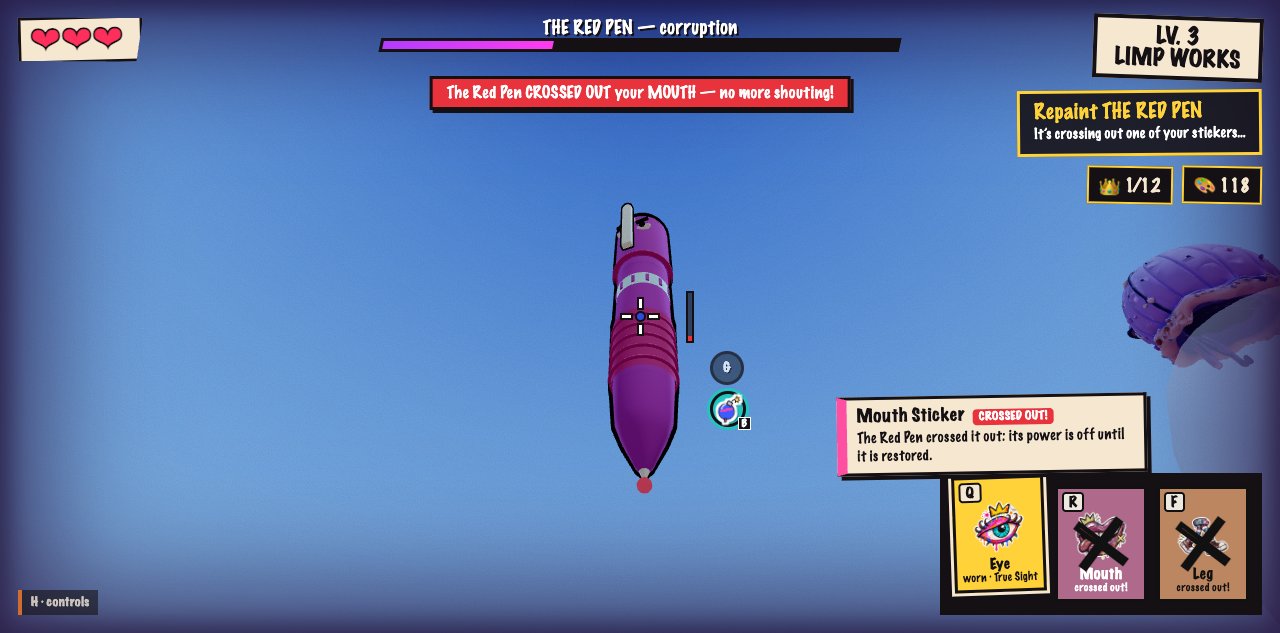 THE RED PEN — corruption
LV. 3
LIMP WORKS
The Red Pen CROSSED OUT your MOUTH — no more shouting!
Repaint THE RED PEN
It's crossing out one of your stickers...
1/12
118
G
Mouth Sticker CROSSED OUT!
The Red Pen crossed it out: its power is off until
it is restored.
Q
R
F
Eye
worn · True Sight
Mouth
crossed out!
Leg
crossed out!
H · controls